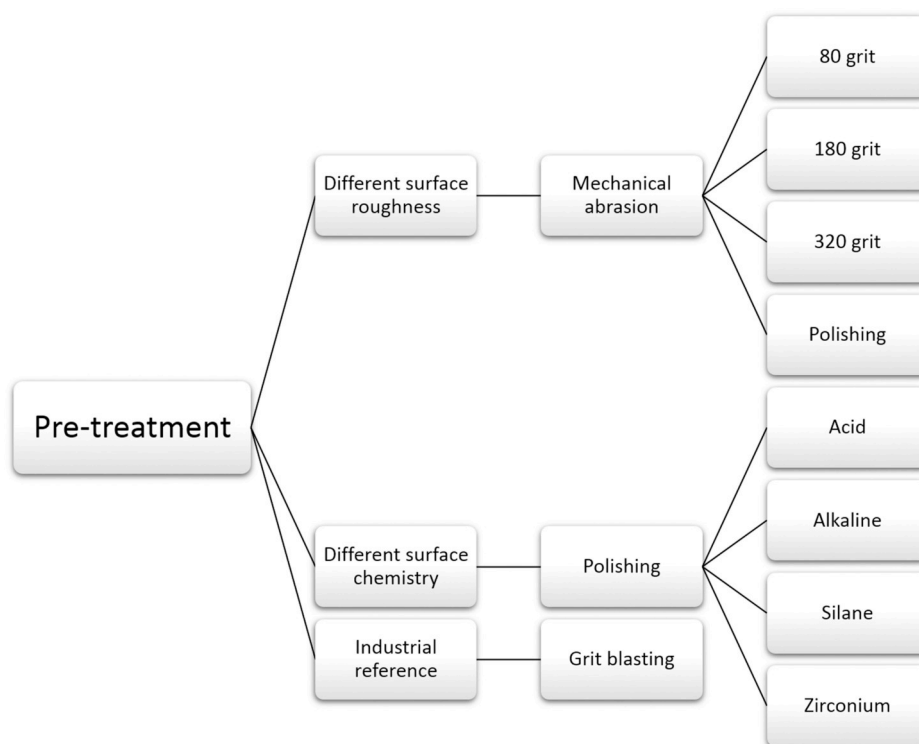 Pre-treatment
Different surface
roughness
Mechanical
abrasion
80 grit
180 grit
320 grit
Polishing
Different surface
chemistry
Polishing
Acid
Alkaline
Silane
Zirconium
Industrial
reference
Grit blasting